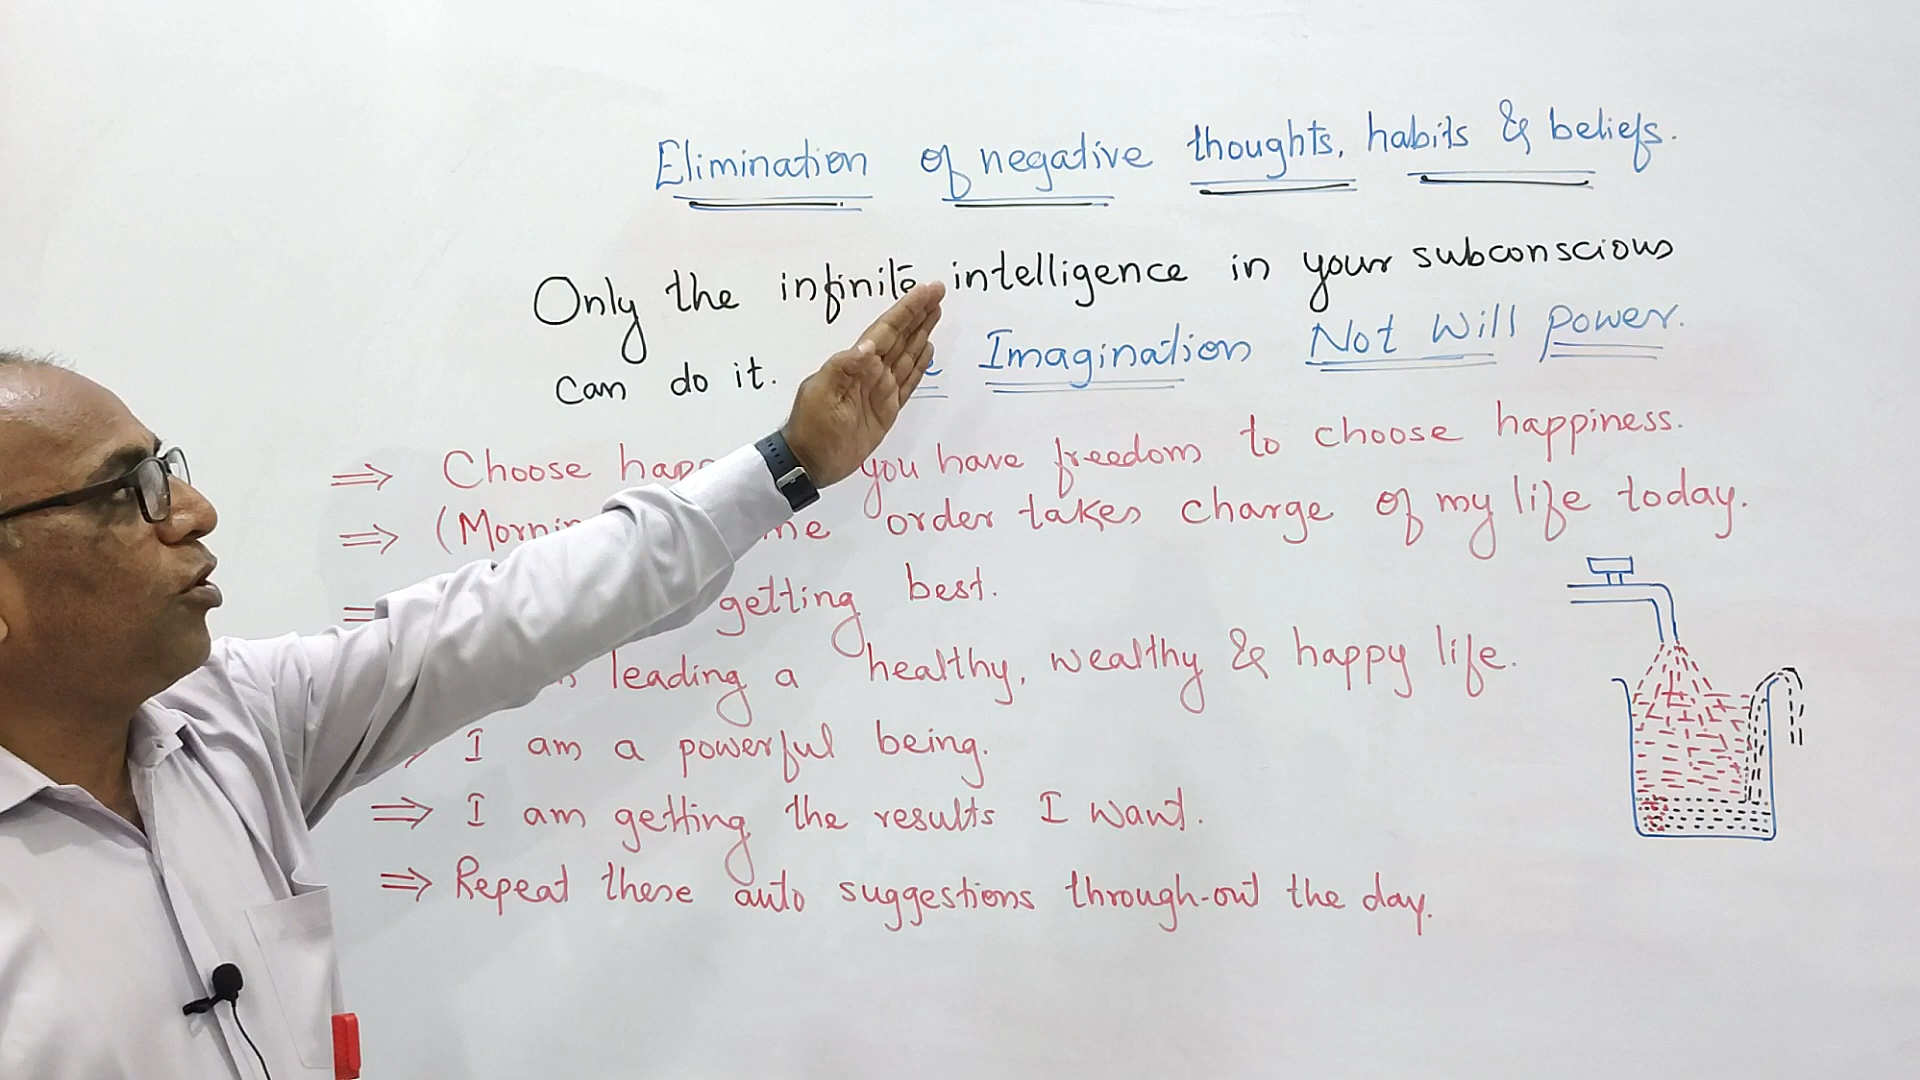 Elimination of negative thoughts, habits & beliefs.
Only the infinite intelligence in your subconscious
can do it. Imagination Not Will power.
⇒ Choose you have freedom to choose happiness.
⇒ order takes charge of my life today.
getting best.
leading a healthy, wealthy & happy life.
I am a powerful being.
⇒ I am getting the results I want.
⇒ Repeat these auto suggestions through-out the day.